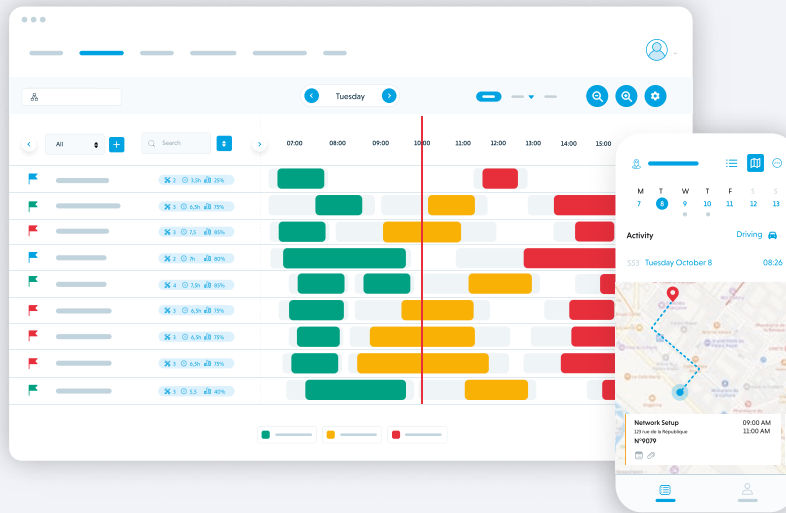 Tuesday
All
Search
07:00 08:00 09:00 10:00 11:00 12:00 13:00 14:00 15:00
2 3,5h 25%
3 6,5h 75%
3 7,5 85%
2 7h 80%
4 7,5h 85%
3 6,5h 75%
3 6,5h 75%
3 6,5h 75%
3 5,5 40%
M T W T F S S
7 8 9 10 11 12 13
Activity Driving
S33 Tuesday October 8 08:26
Network Setup 09:00 AM
123 rue de la République 11:00 AM
N°9079